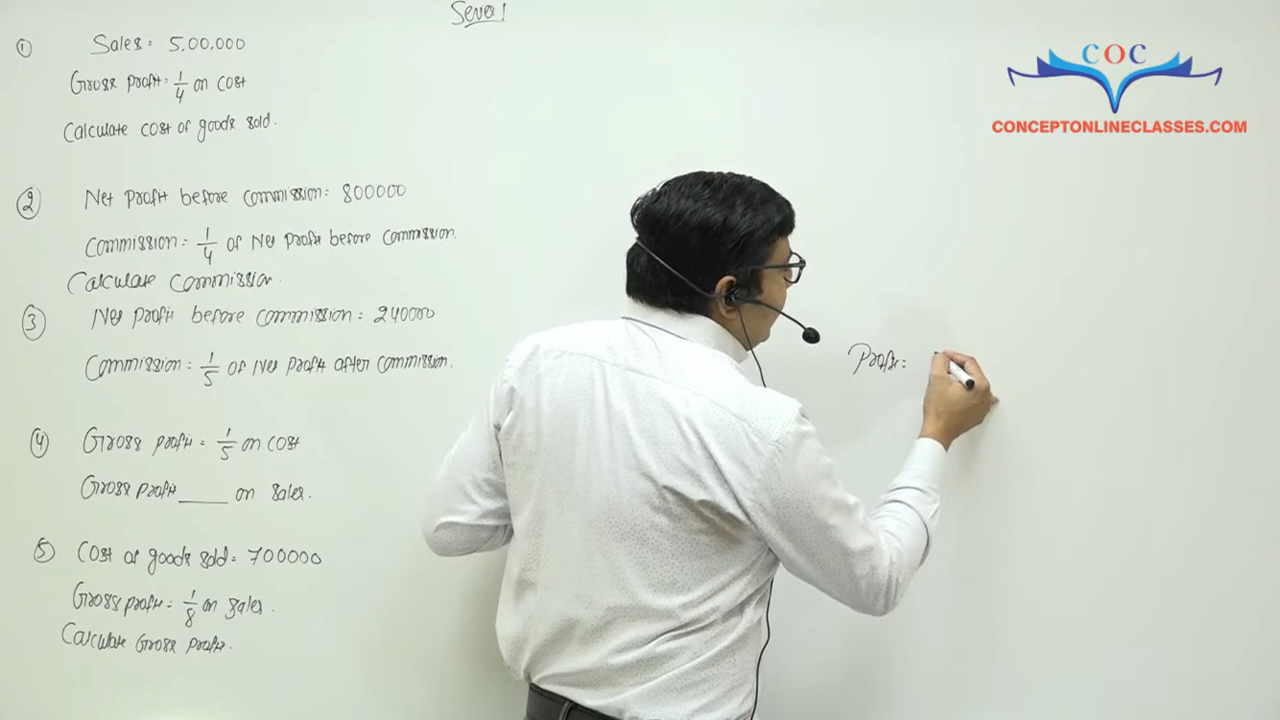 ① Sales = 5,00,000
Gross profit = 1/4 on cost
Calculate cost of goods sold.
② Net profit before commission = 800000
Commission = 1/4 of Net profit before commission.
Calculate commission.
③ Net profit before commission = 240000
Commission = 1/5 of Net profit after commission.
④ Gross profit = 1/5 on cost
Gross profit ____ on sales.
⑤ Cost of goods sold = 700000
Gross profit = 1/8 on sales.
Calculate Gross profit.
Profit =
COC
CONCEPTONLINECLASSES.COM